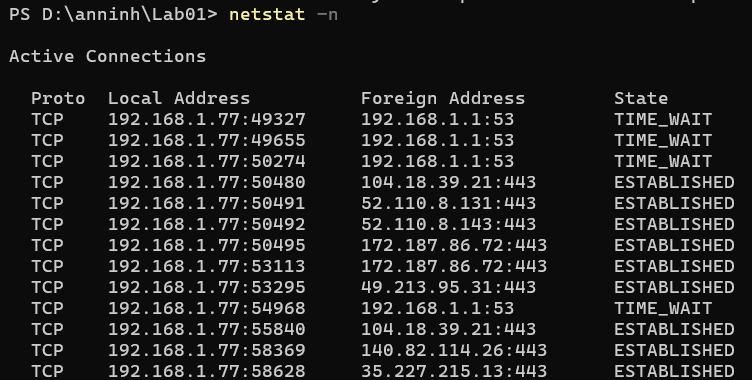 PS D:\anninh\Lab01> netstat -n
Active Connections
Proto Local Address Foreign Address State
TCP 192.168.1.77:49327 192.168.1.1:53 TIME_WAIT
TCP 192.168.1.77:49655 192.168.1.1:53 TIME_WAIT
TCP 192.168.1.77:50274 192.168.1.1:53 TIME_WAIT
TCP 192.168.1.77:50480 104.18.39.21:443 ESTABLISHED
TCP 192.168.1.77:50491 52.110.8.131:443 ESTABLISHED
TCP 192.168.1.77:50492 52.110.8.143:443 ESTABLISHED
TCP 192.168.1.77:50495 172.187.86.72:443 ESTABLISHED
TCP 192.168.1.77:53113 172.187.86.72:443 ESTABLISHED
TCP 192.168.1.77:53295 49.213.95.31:443 ESTABLISHED
TCP 192.168.1.77:54968 192.168.1.1:53 TIME_WAIT
TCP 192.168.1.77:55840 104.18.39.21:443 ESTABLISHED
TCP 192.168.1.77:58369 140.82.114.26:443 ESTABLISHED
TCP 192.168.1.77:58628 35.227.215.13:443 ESTABLISHED